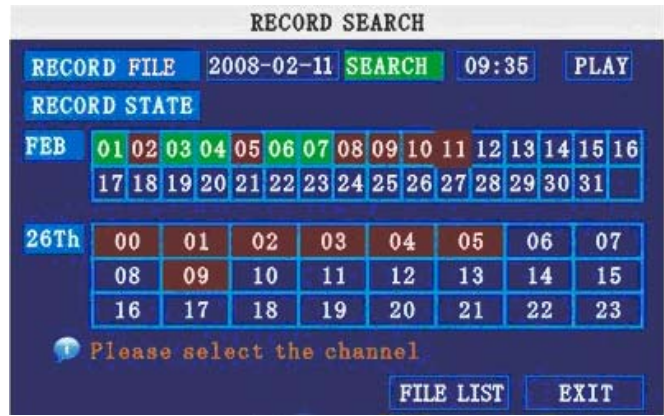 RECORD SEARCH
RECORD FILE 2008-02-11 SEARCH 09:35 PLAY
RECORD STATE
FEB 01 02 03 04 05 06 07 08 09 10 11 12 13 14 15 16
17 18 19 20 21 22 23 24 25 26 27 28 29 30 31
26Th 00 01 02 03 04 05 06 07
08 09 10 11 12 13 14 15
16 17 18 19 20 21 22 23
Please select the channel
FILE LIST EXIT